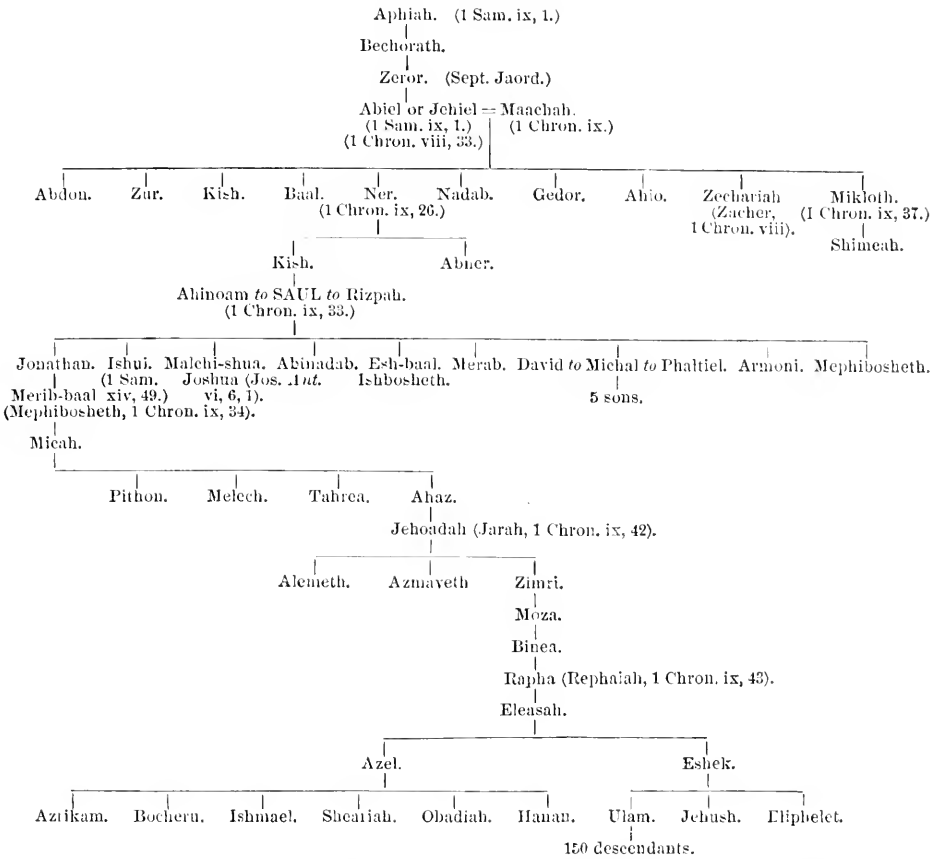 Aphiah. (1 Sam. ix, 1.)
Bechorath.
Zeror. (Sept. Jaord.)
Abiel or Jehiel = Maachah.
(1 Sam. ix, 1.) (1 Chron. ix.)
(1 Chron. viii, 33.)
Abdon. Zur. Kish. Baal. Ner. Nadab. Gedor. Ahio. Zechariah Mikloth.
(1 Chron. ix, 26.) (Zacher, (1 Chron. ix, 37.)
1 Chron. viii).
Shimeah.
Kish. Abner.
Ahinoam to SAUL to Rizpah.
(1 Chron. ix, 33.)
Jonathan. Ishui. Malchi-shua. Abinadab. Esh-baal. Merab. David to Michal to Phaltiel. Armoni. Mephibosheth.
(1 Sam. Joshua (Jos. Ant. Ishbosheth.
Merib-baal xiv, 49.) vi, 6, 1). 5 sons.
(Mephibosheth, 1 Chron. ix, 34).
Micah.
Pithon. Melech. Tahrea. Ahaz.
Jehoadah (Jarah, 1 Chron. ix, 42).
Alemeth. Azmaveth Zimri.
Moza.
Binea.
Rapha (Rephaiah, 1 Chron. ix, 43).
Eleasah.
Azel. Eshek.
Azrikam. Bocheru. Ishmael. Sheariah. Obadiah. Hanan. Ulam. Jehush. Eliphelet.
150 descendants.